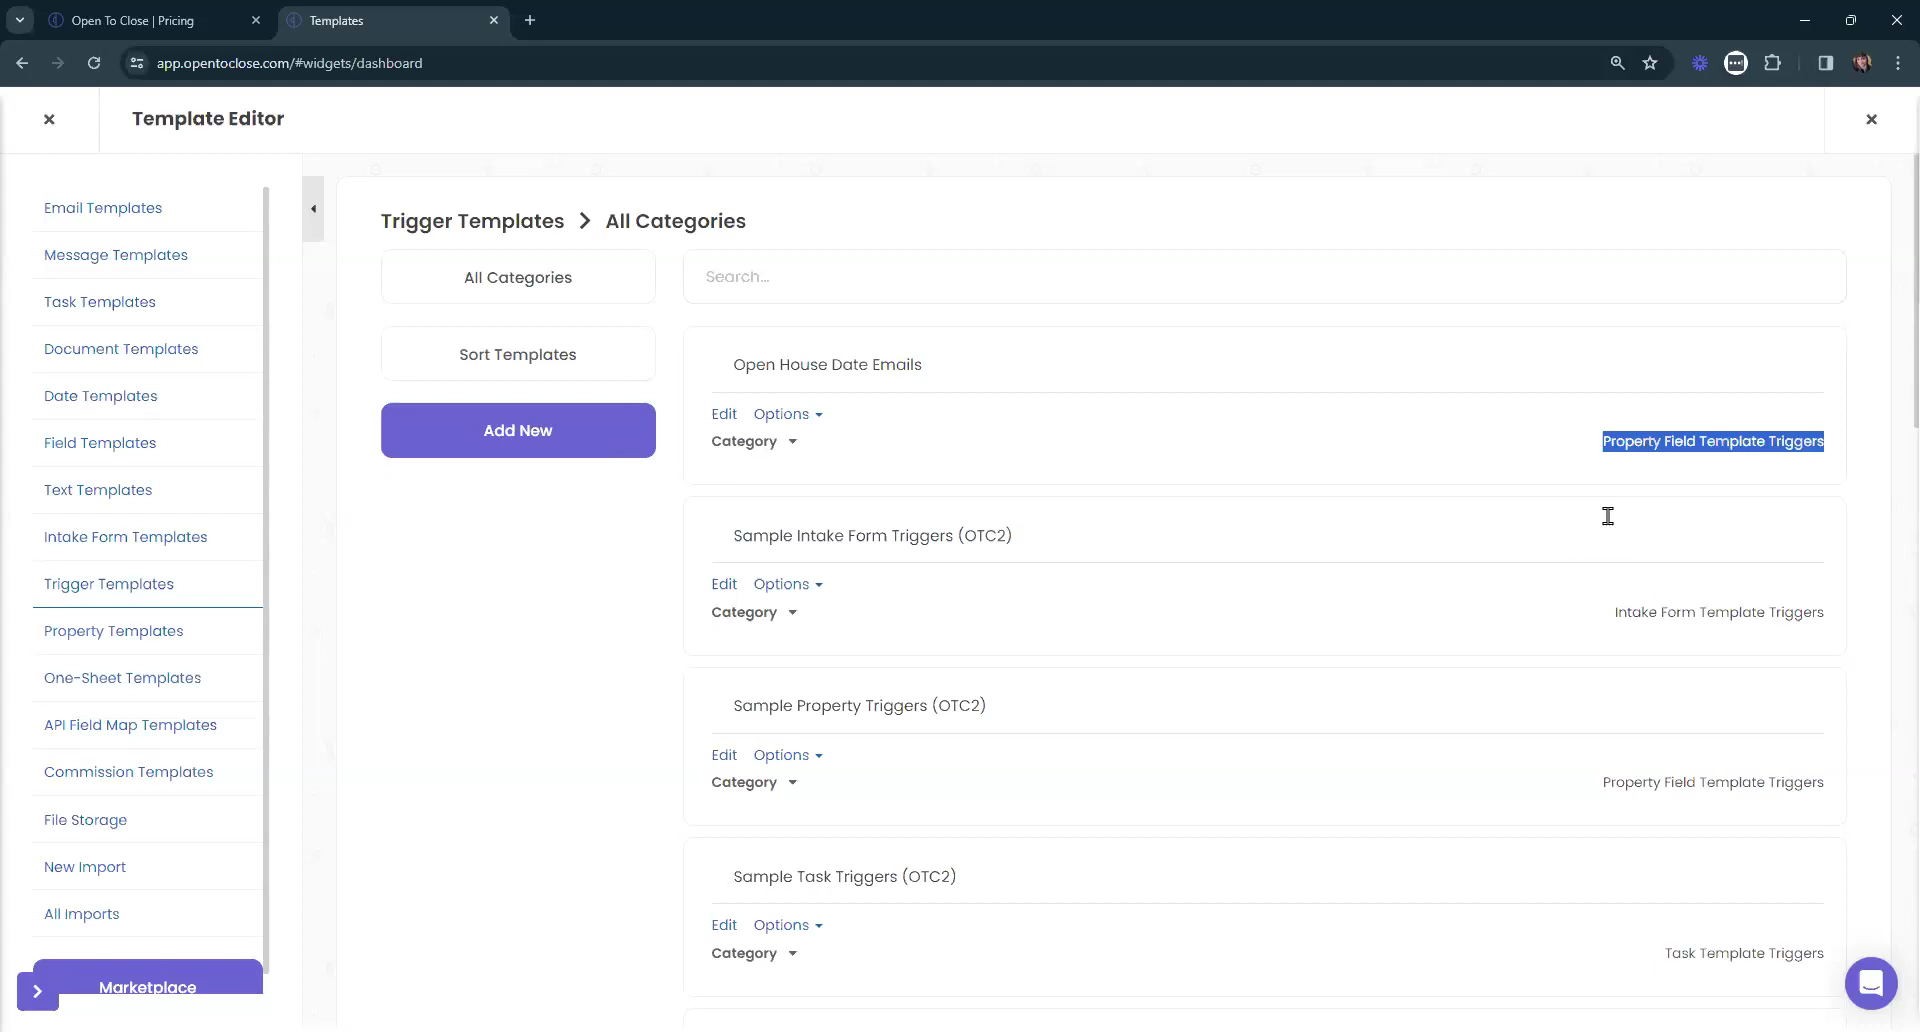 Open To Close | Pricing
Templates
app.opentoclose.com/#widgets/dashboard
Template Editor
Email Templates
Message Templates
Task Templates
Document Templates
Date Templates
Field Templates
Text Templates
Intake Form Templates
Trigger Templates
Property Templates
One-Sheet Templates
API Field Map Templates
Commission Templates
File Storage
New Import
All Imports
Marketplace
Trigger Templates > All Categories
All Categories
Search...
Sort Templates
Add New
Open House Date Emails
Edit Options
Category Property Field Template Triggers
Sample Intake Form Triggers (OTC2)
Edit Options
Category Intake Form Template Triggers
Sample Property Triggers (OTC2)
Edit Options
Category Property Field Template Triggers
Sample Task Triggers (OTC2)
Edit Options
Category Task Template Triggers